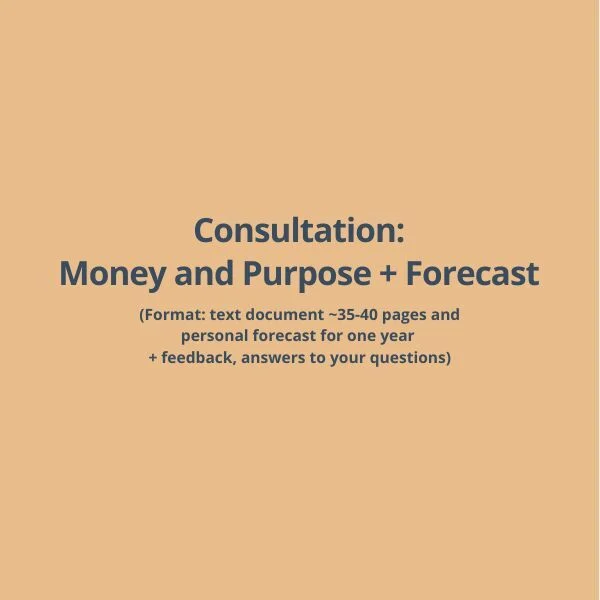 Consultation:
Money and Purpose + Forecast
(Format: text document ~35-40 pages and
personal forecast for one year
+ feedback, answers to your questions)